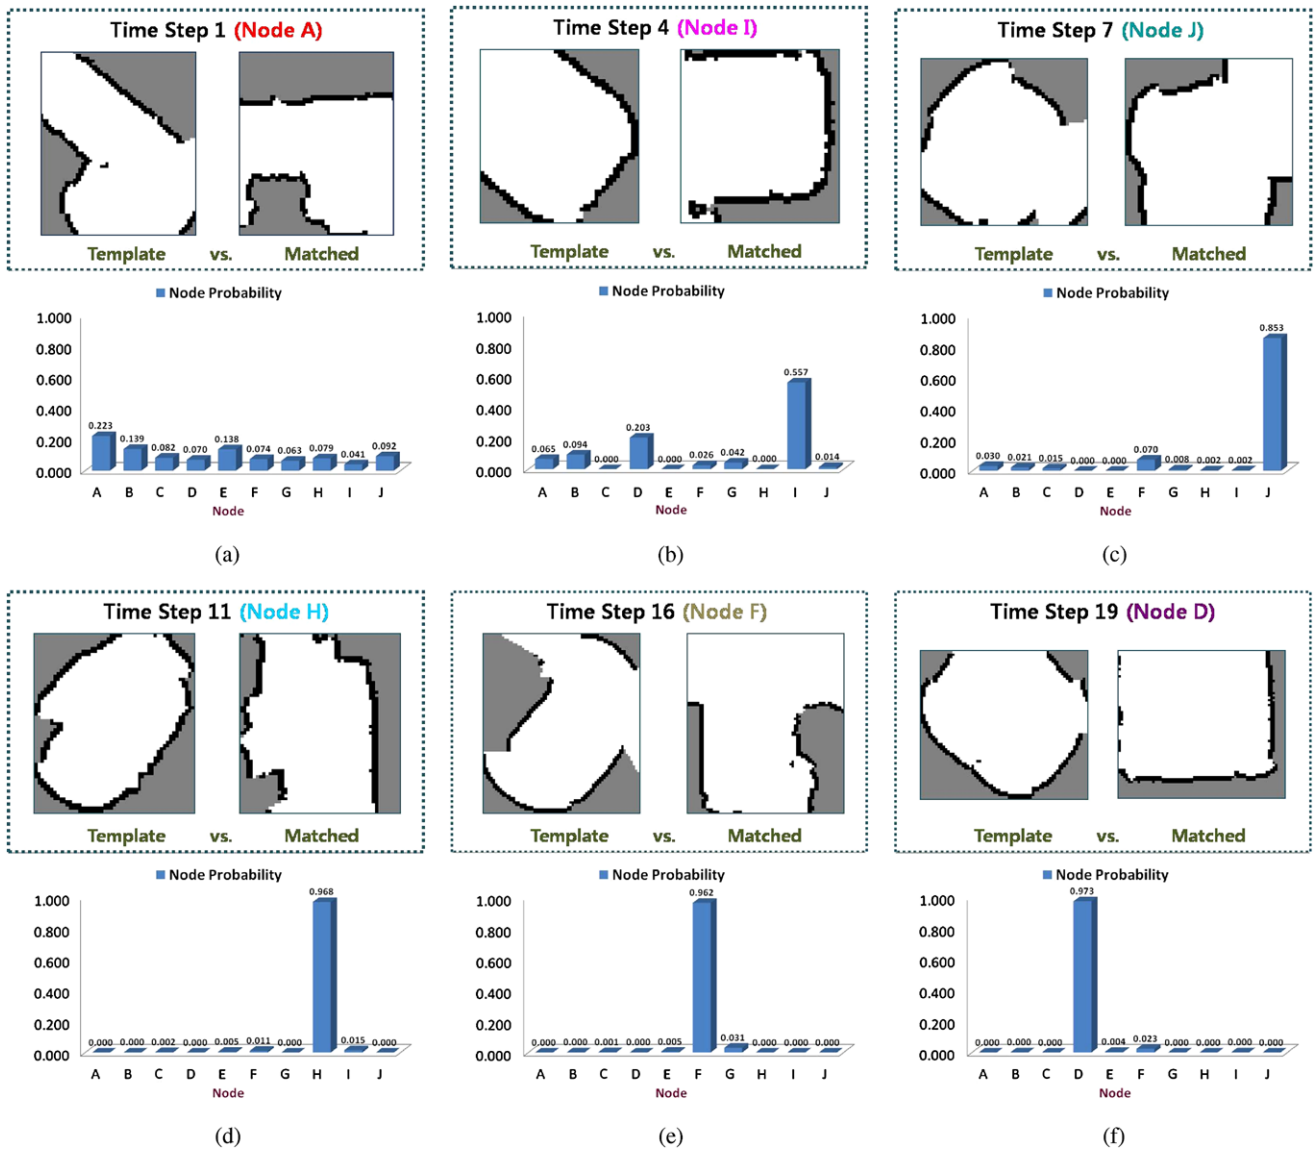 Time Step 1 (Node A)
Template vs. Matched
Node Probability
1.000
0.800
0.600
0.400
0.200
0.000
0.223 0.139 0.082 0.070 0.138 0.074 0.063 0.079 0.041 0.092
A B C D E F G H I J
Node
(a)
Time Step 4 (Node I)
Template vs. Matched
Node Probability
1.000
0.800
0.600
0.400
0.200
0.000
0.065 0.094 0.000 0.203 0.000 0.026 0.042 0.000 0.557 0.014
A B C D E F G H I J
Node
(b)
Time Step 7 (Node J)
Template vs. Matched
Node Probability
1.000
0.800
0.600
0.400
0.200
0.000
0.030 0.021 0.015 0.000 0.000 0.070 0.008 0.002 0.002 0.853
A B C D E F G H I J
Node
(c)
Time Step 11 (Node H)
Template vs. Matched
Node Probability
1.000
0.800
0.600
0.400
0.200
0.000
0.000 0.000 0.002 0.000 0.005 0.011 0.000 0.968 0.015 0.000
A B C D E F G H I J
Node
(d)
Time Step 16 (Node F)
Template vs. Matched
Node Probability
1.000
0.800
0.600
0.400
0.200
0.000
0.000 0.000 0.001 0.000 0.005 0.962 0.031 0.000 0.000 0.000
A B C D E F G H I J
Node
(e)
Time Step 19 (Node D)
Template vs. Matched
Node Probability
1.000
0.800
0.600
0.400
0.200
0.000
0.000 0.000 0.000 0.973 0.004 0.023 0.000 0.000 0.000 0.000
A B C D E F G H I J
Node
(f)